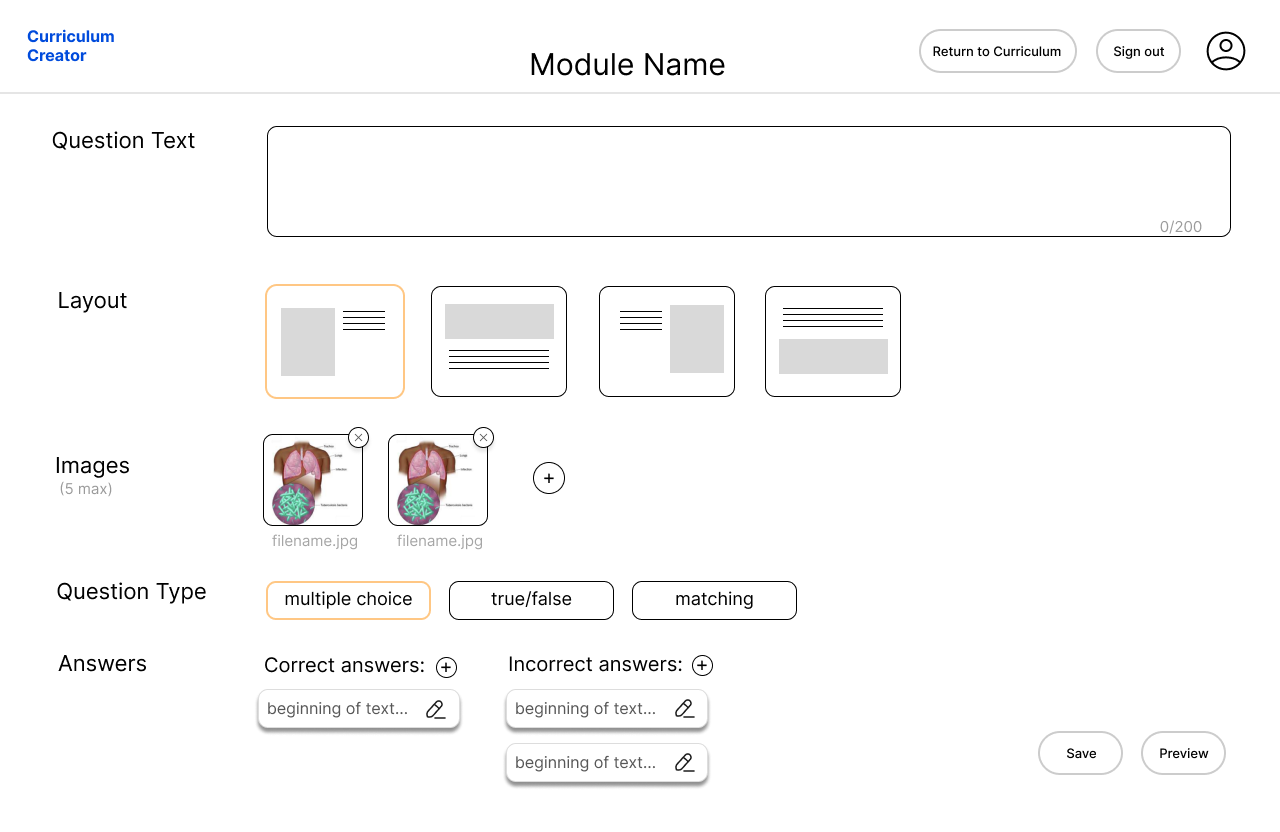 Curriculum
Creator
Module Name
Return to Curriculum
Sign out
Question Text
0/200
Layout
Images
(5 max)
+
filename.jpg
filename.jpg
Question Type
multiple choice
true/false
matching
Answers
Correct answers:
Incorrect answers:
beginning of text...
beginning of text...
beginning of text...
Save
Preview